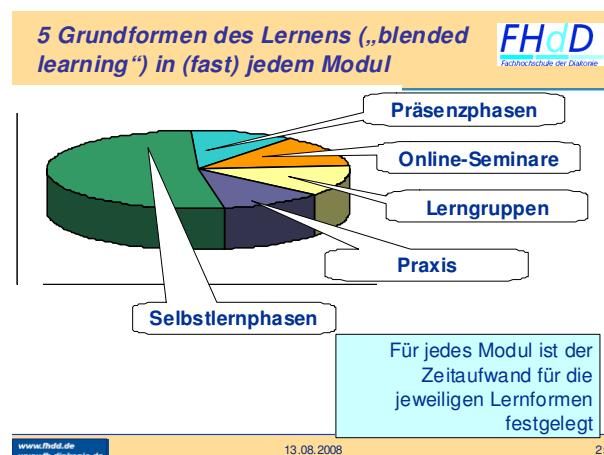 5 Grundformen des Lernens („blended
learning“) in (fast) jedem Modul
FHdD
Fachhochschule der Diakonie
Präsenzphasen
Online-Seminare
Lerngruppen
Praxis
Selbstlernphasen
Für jedes Modul ist der
Zeitaufwand für die
jeweiligen Lernformen
festgelegt
www.fhdd.de
13.08.2008